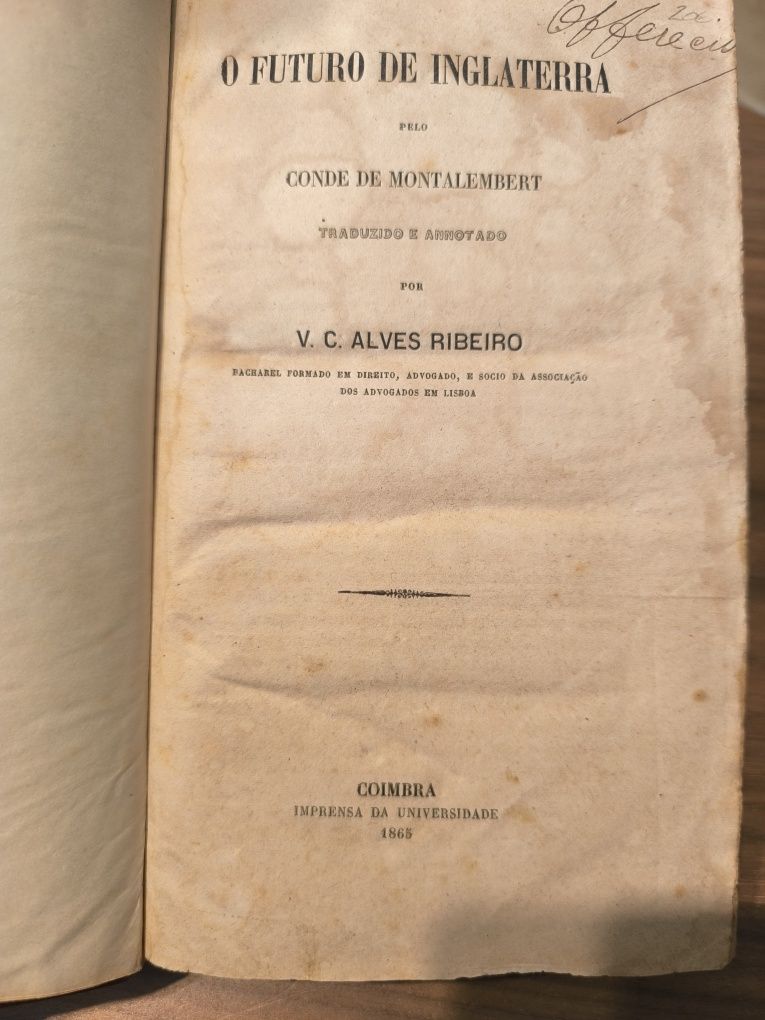 Offereciu
O FUTURO DE INGLATERRA
PELO
CONDE DE MONTALEMBERT
TRADUZIDO E ANNOTADO
POR
V. C. ALVES RIBEIRO
BACHAREL FORMADO EM DIREITO, ADVOGADO, E SOCIO DA ASSOCIAÇÃO
DOS ADVOGADOS EM LISBOA
COIMBRA
IMPRENSA DA UNIVERSIDADE
1865